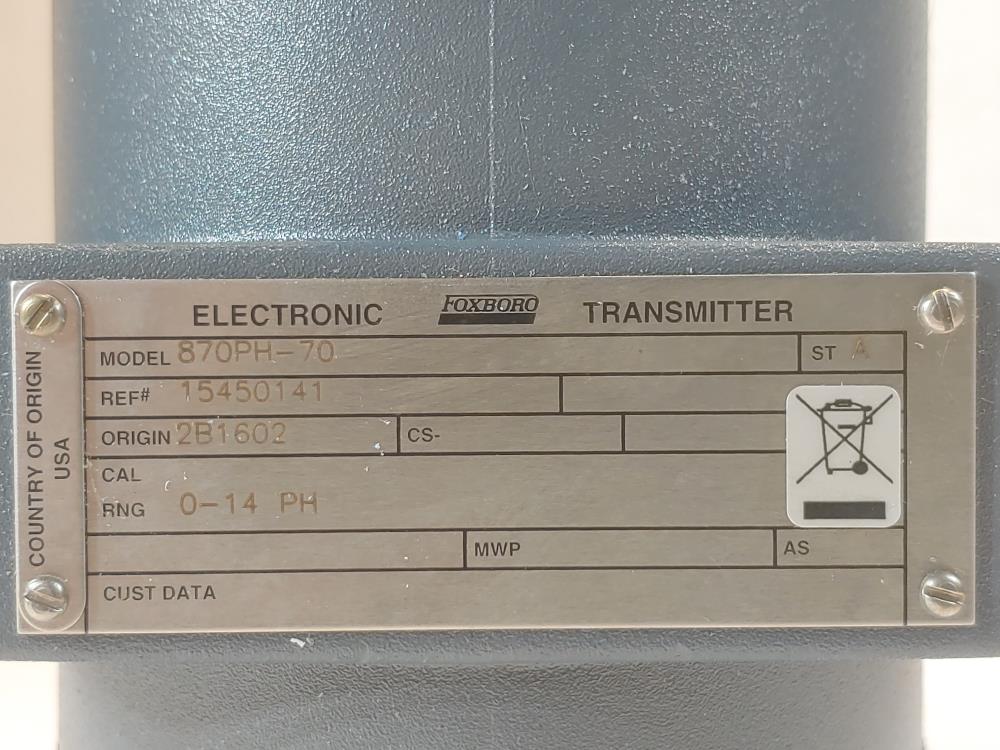 ELECTRONIC FOXBORO TRANSMITTER
MODEL 870PH-70 ST A
REF# 15450141
ORIGIN 2B1602 CS-
CAL
RNG 0-14 PH
MWP AS
CUST DATA
COUNTRY OF ORIGIN
USA